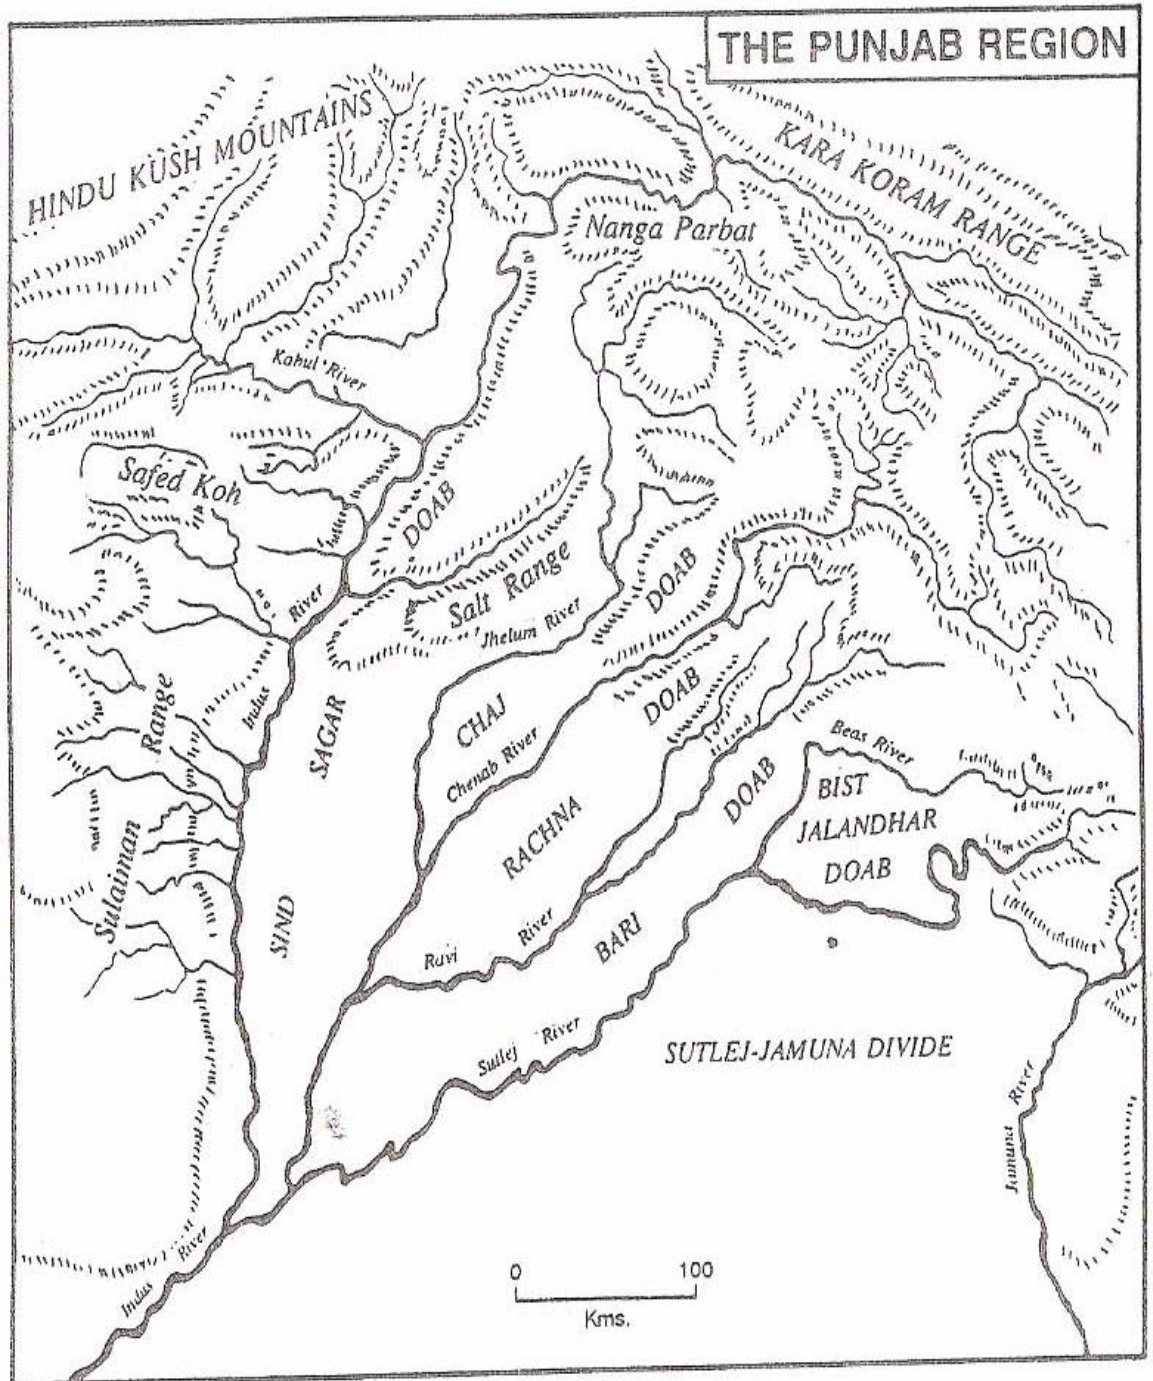 THE PUNJAB REGION
HINDU KUSH MOUNTAINS
KARA KORAM RANGE
Nanga Parbat
Kahul River
Safed Koh
DOAB
Salt Range
DOAB
River
Jhelum River
Indus
Range
SAGAR
CHAJ
DOAB
Chenab River
Beas River
DOAB
BIST
JALANDHAR
DOAB
RACHNA
Sulaiman
SIND
Ravi River
BARI
Sutlej River
SUTLEJ-JAMUNA DIVIDE
Jamuna River
Indus River
0 100
Kms.